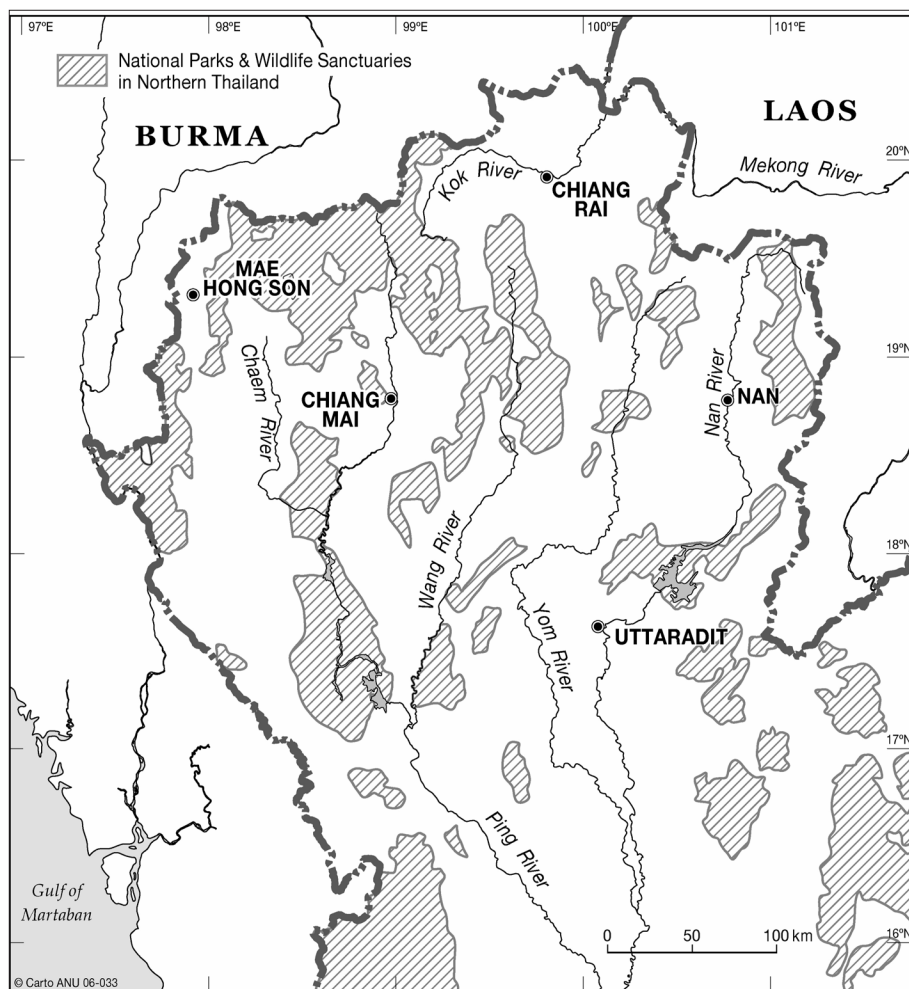 97ºE
98ºE
99ºE
100ºE
101ºE
National Parks & Wildlife Sanctuaries
in Northern Thailand
BURMA
LAOS
20ºN
Mekong River
Kok River
CHIANG
RAI
MAE
HONG SON
19ºN
Chaem River
CHIANG
MAI
Nan River
NAN
18ºN
Wang River
Yom River
UTTARADIT
17ºN
Ping River
Gulf of
Martaban
0 50 100 km
16ºN
© Carto ANU 06-033